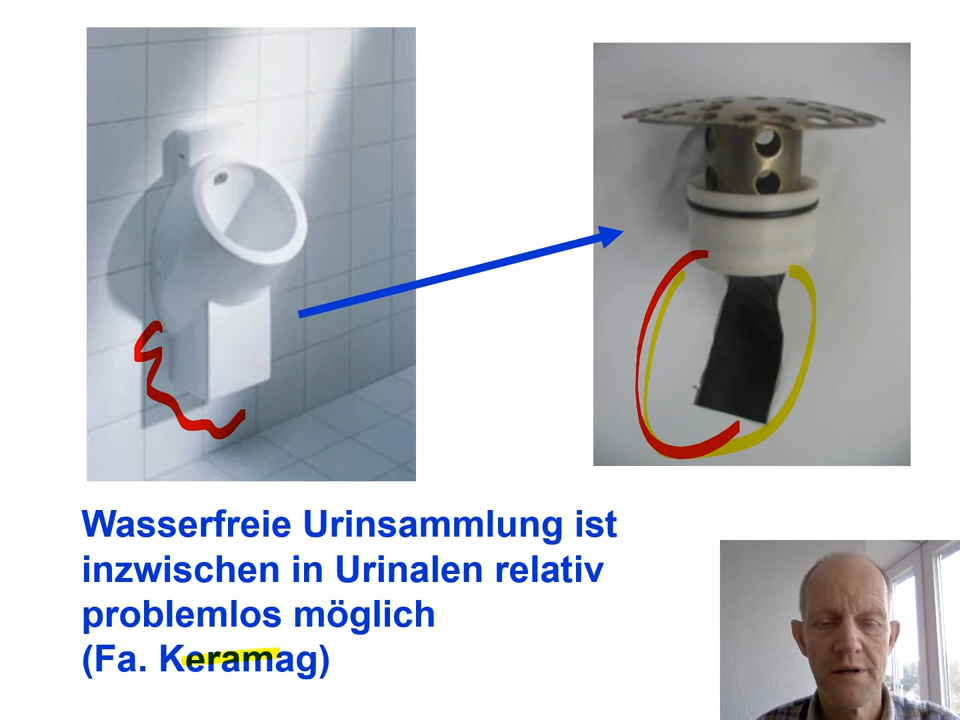 Wasserfreie Urinsammlung ist
inzwischen in Urinalen relativ
problemlos möglich
(Fa. Keramag)